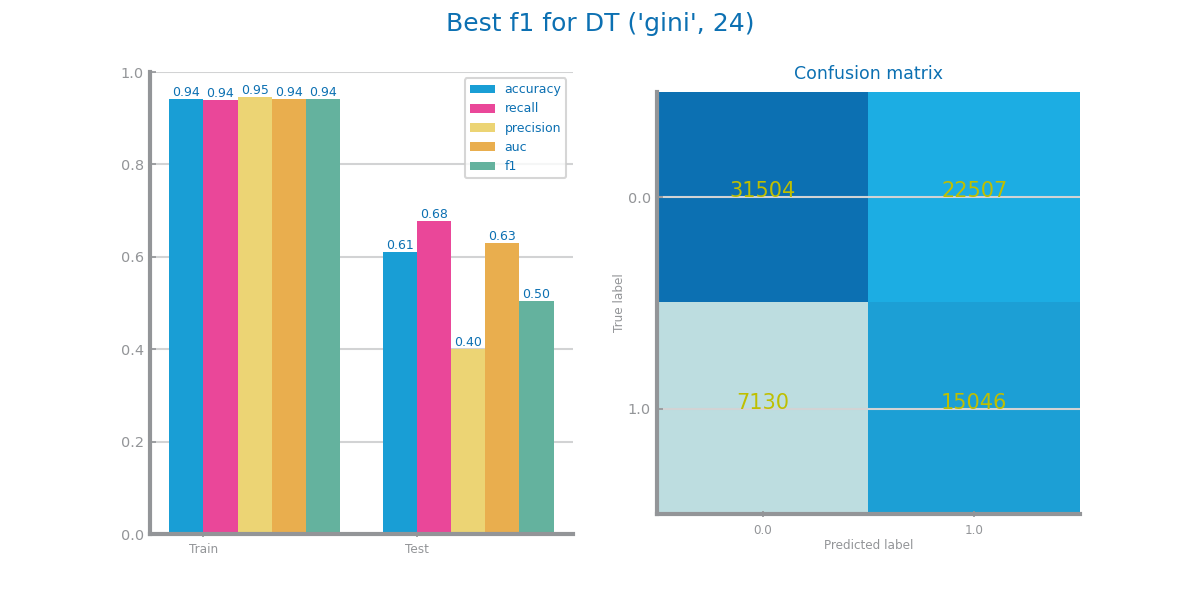 Best f1 for DT ('gini', 24)
1.0
0.8
0.6
0.4
0.2
0.0
0.94 0.94 0.95 0.94 0.94
0.61 0.68 0.40 0.63 0.50
accuracy
recall
precision
auc
f1
Train Test
Confusion matrix
True label
0.0
1.0
31504 22507
7130 15046
0.0 1.0
Predicted label